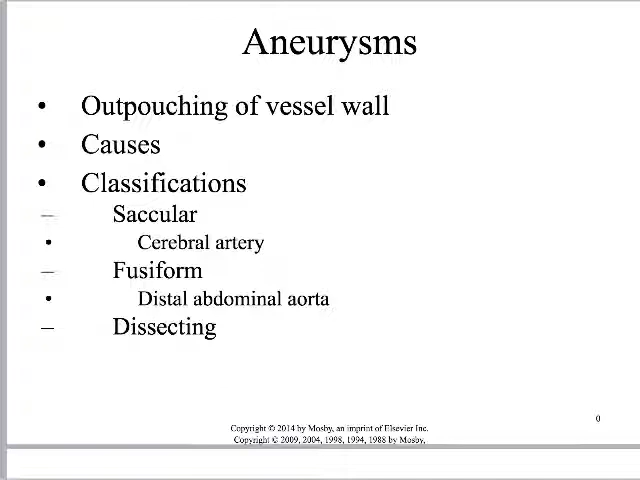 Aneurysms
• Outpouching of vessel wall
• Causes
• Classifications
– Saccular
• Cerebral artery
– Fusiform
• Distal abdominal aorta
– Dissecting
0
Copyright © 2014 by Mosby, an imprint of Elsevier Inc.
Copyright © 2009, 2004, 1998, 1994, 1988 by Mosby,